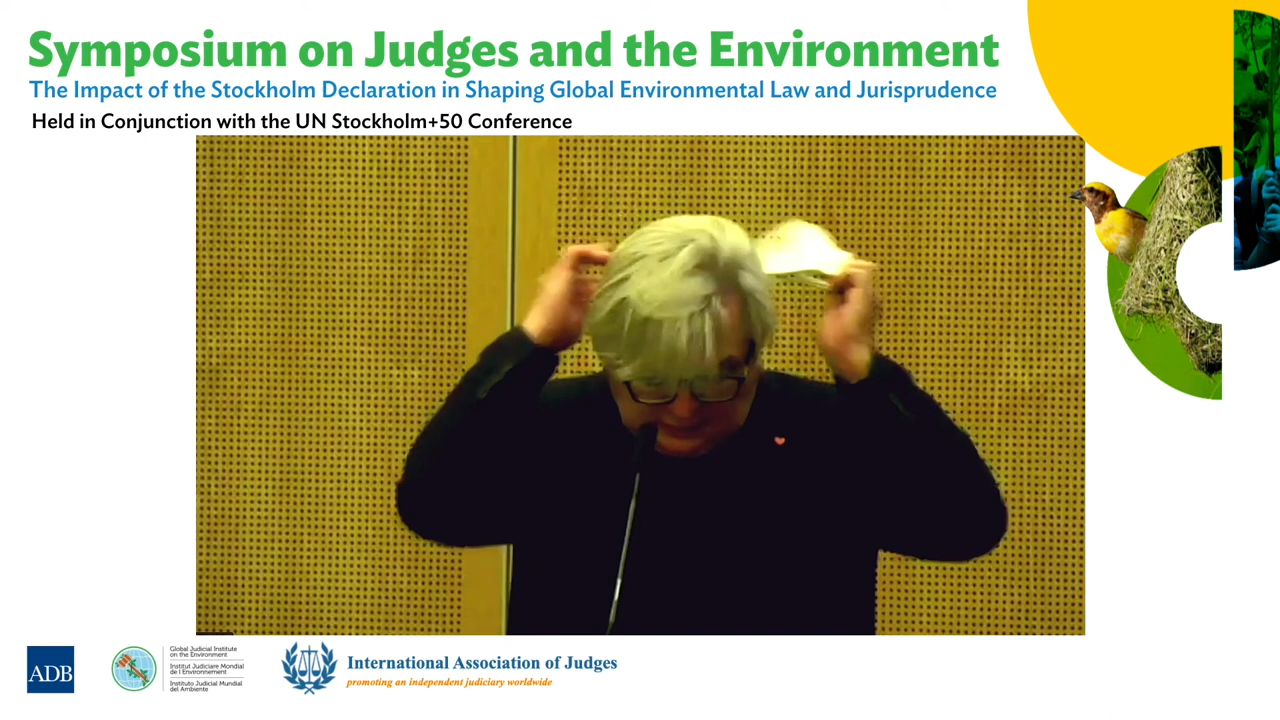 Symposium on Judges and the Environment
The Impact of the Stockholm Declaration in Shaping Global Environmental Law and Jurisprudence
Held in Conjunction with the UN Stockholm+50 Conference
ADB
Global Judicial Institute
on the Environment
Institut Judiciare Mondial
de l'Environnement
Instituto Judicial Mundial
del Ambiente
International Association of Judges
promoting an independent judiciary worldwide